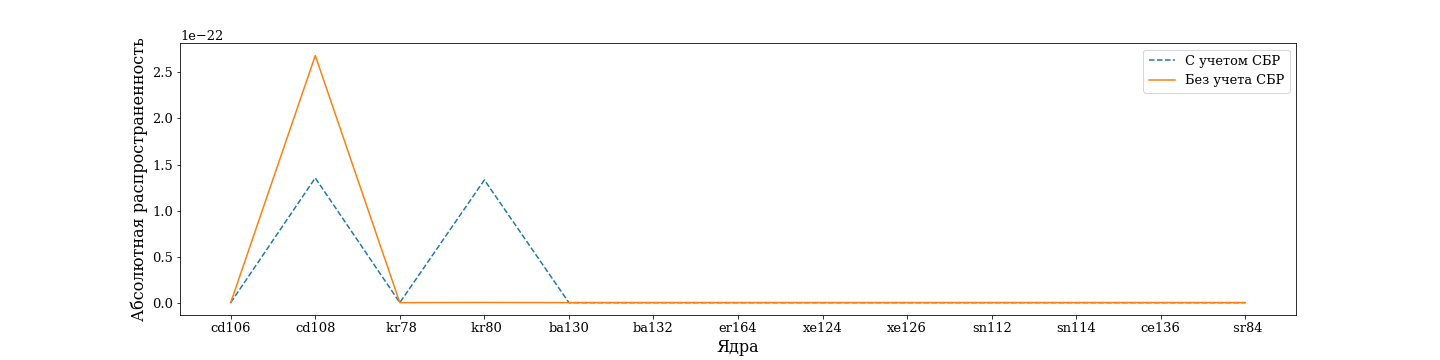 1e−22
Абсолютная распространенность
2.5
2.0
1.5
1.0
0.5
0.0
С учетом СБР
Без учета СБР
cd106 cd108 kr78 kr80 ba130 ba132 er164 xe124 xe126 sn112 sn114 ce136 sr84
Ядра